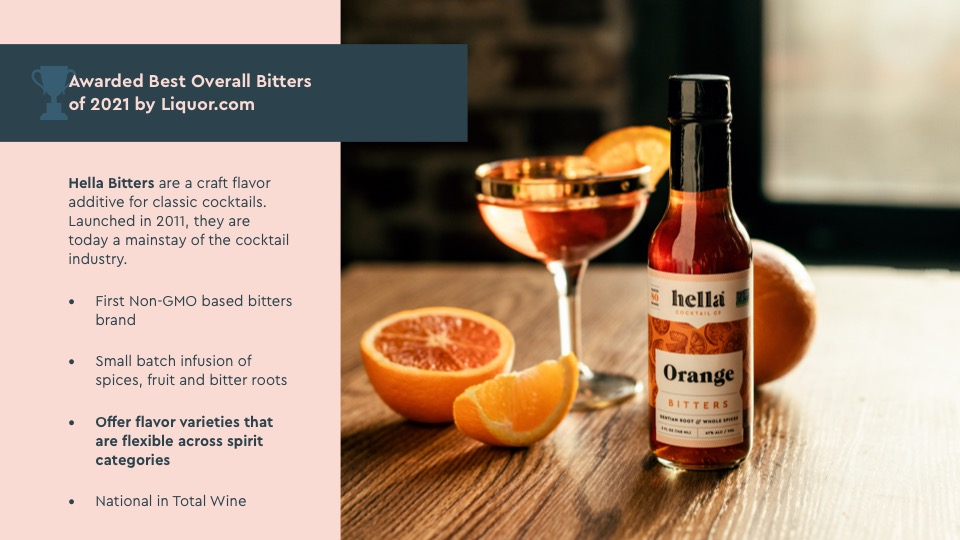 Awarded Best Overall Bitters
of 2021 by Liquor.com
Hella Bitters are a craft flavor
additive for classic cocktails.
Launched in 2011, they are
today a mainstay of the cocktail
industry.
• First Non-GMO based bitters
brand
• Small batch infusion of
spices, fruit and bitter roots
• Offer flavor varieties that
are flexible across spirit
categories
• National in Total Wine
hella
COCKTAIL CO
Orange
BITTERS
GENTIAN ROOT & WHOLE SPICES